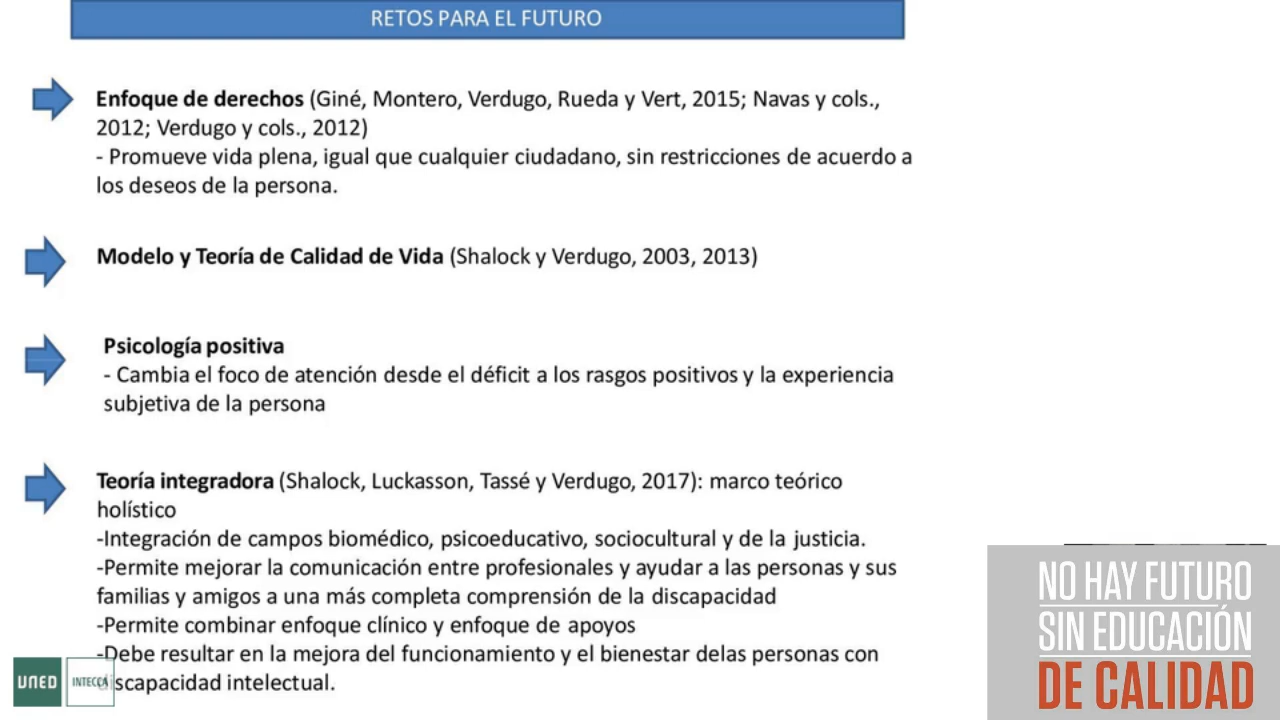 RETOS PARA EL FUTURO
Enfoque de derechos (Giné, Montero, Verdugo, Rueda y Vert, 2015; Navas y cols.,
2012; Verdugo y cols., 2012)
- Promueve vida plena, igual que cualquier ciudadano, sin restricciones de acuerdo a
los deseos de la persona.
Modelo y Teoría de Calidad de Vida (Shalock y Verdugo, 2003, 2013)
Psicología positiva
- Cambia el foco de atención desde el déficit a los rasgos positivos y la experiencia
subjetiva de la persona
Teoría integradora (Shalock, Luckasson, Tassé y Verdugo, 2017): marco teórico
holístico
-Integración de campos biomédico, psicoeducativo, sociocultural y de la justicia.
-Permite mejorar la comunicación entre profesionales y ayudar a las personas y sus
familias y amigos a una más completa comprensión de la discapacidad
-Permite combinar enfoque clínico y enfoque de apoyos
-Debe resultar en la mejora del funcionamiento y el bienestar delas personas con
discapacidad intelectual.
UNED
INTECCA
NO HAY FUTURO
SIN EDUCACIÓN
DE CALIDAD